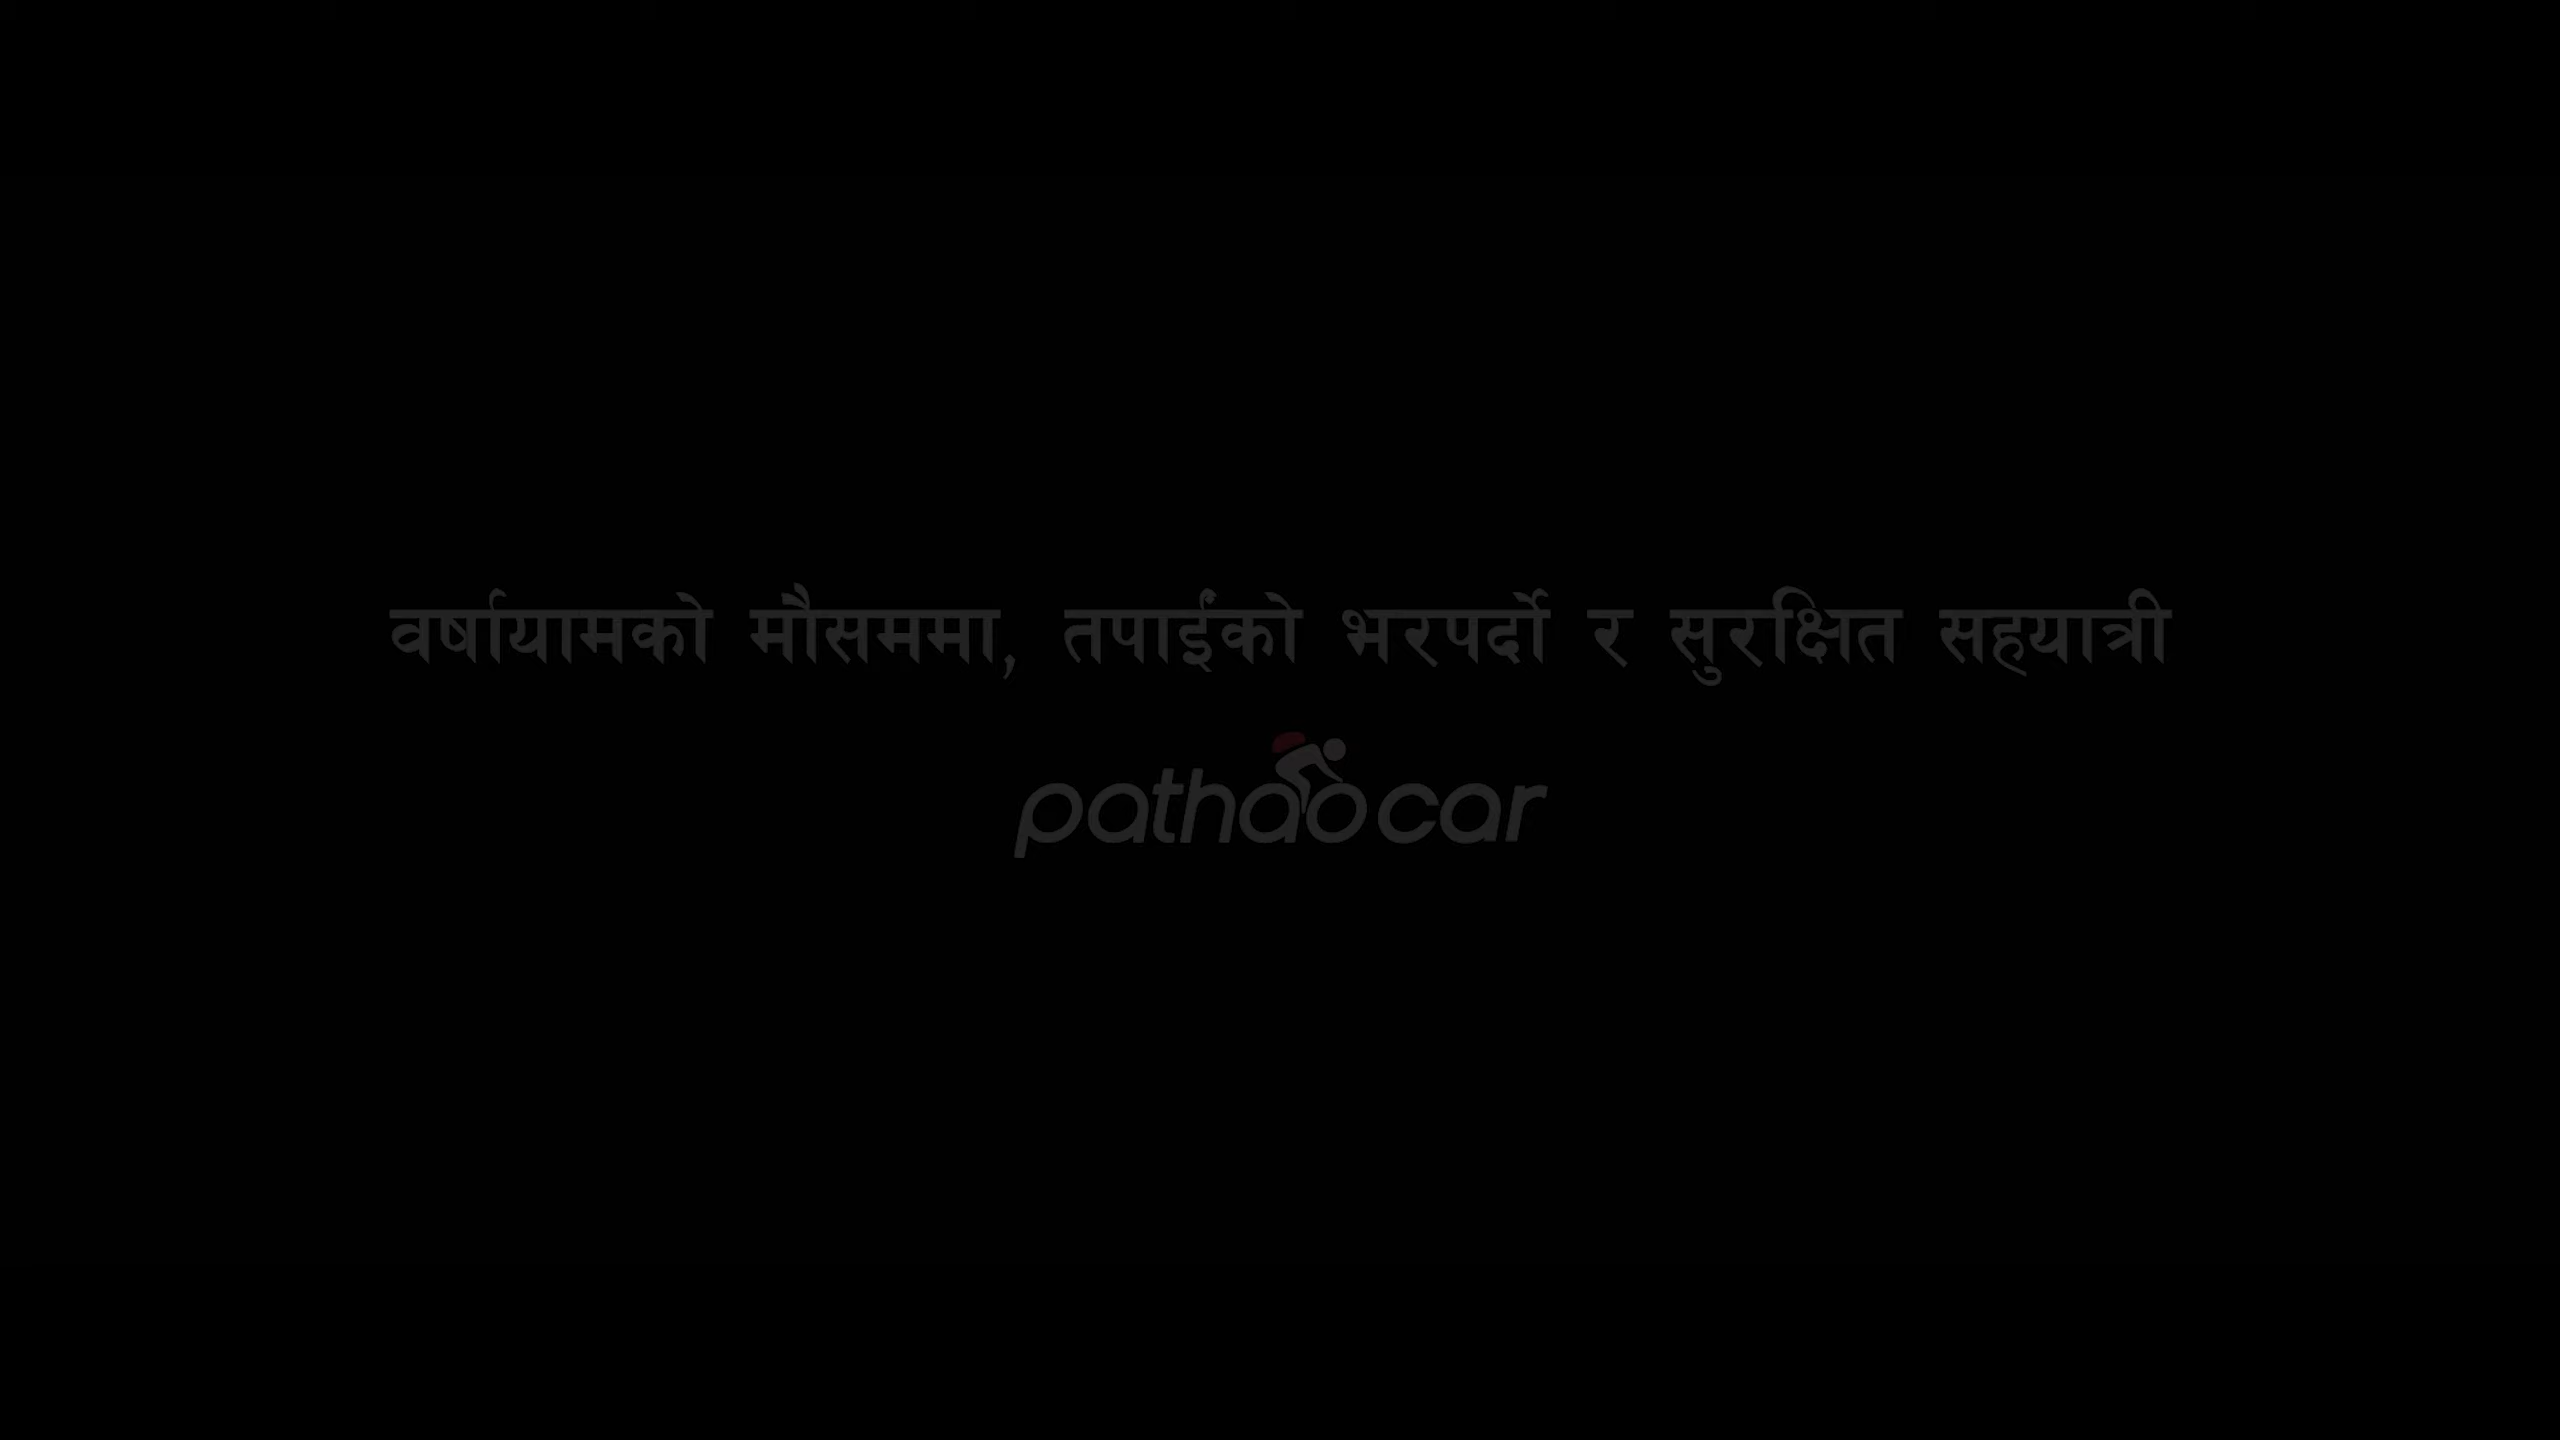 वर्षायामको मौसममा, तपाईंको भरपर्दो र सुरक्षित सहयात्री
pathao car